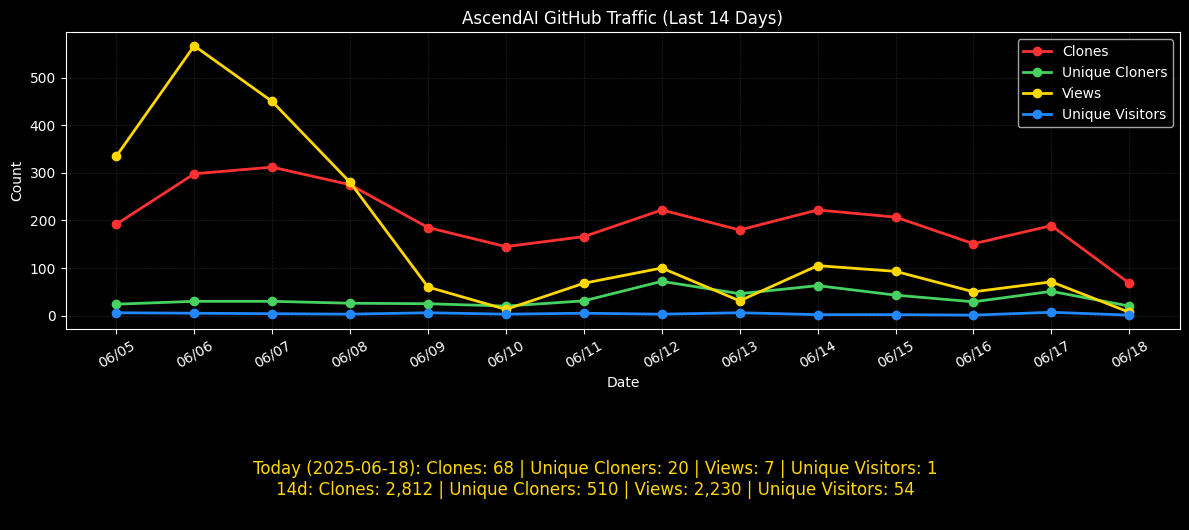 AscendAI GitHub Traffic (Last 14 Days)
Clones
Unique Cloners
Views
Unique Visitors
Count
500
400
300
200
100
0
06/05 06/06 06/07 06/08 06/09 06/10 06/11 06/12 06/13 06/14 06/15 06/16 06/17 06/18
Date
Today (2025-06-18): Clones: 68 | Unique Cloners: 20 | Views: 7 | Unique Visitors: 1
14d: Clones: 2,812 | Unique Cloners: 510 | Views: 2,230 | Unique Visitors: 54